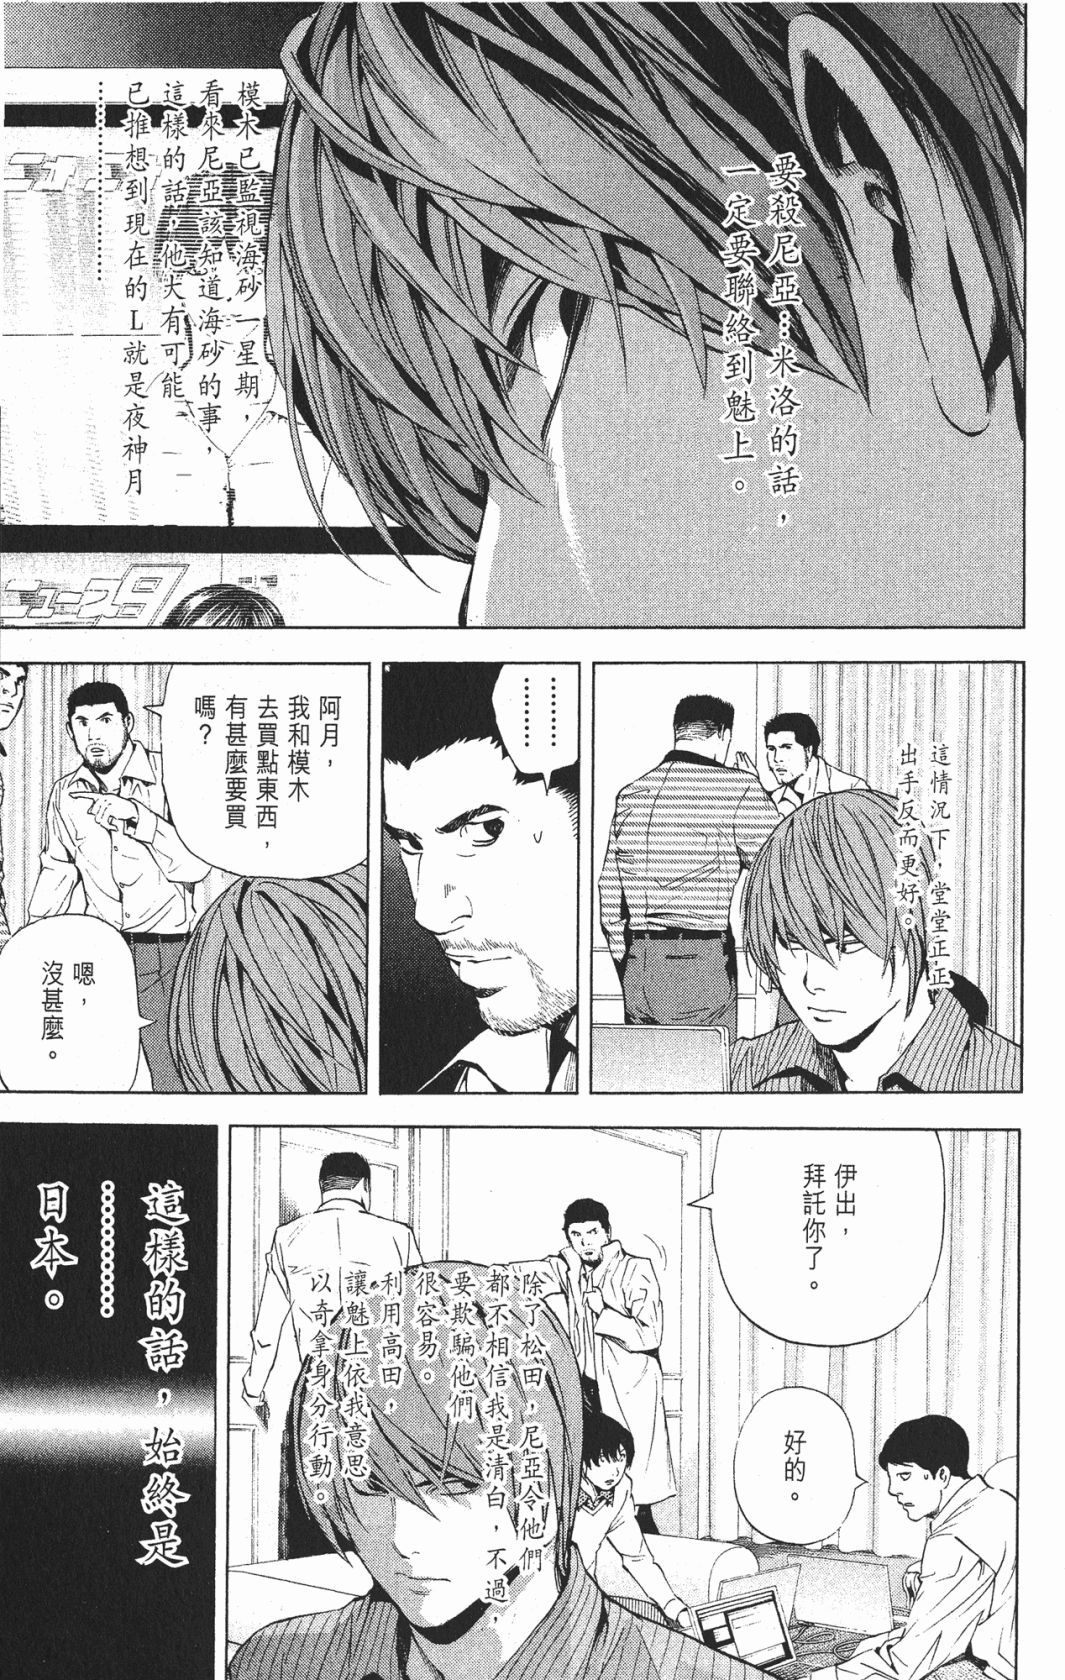 要殺尼亞…米洛的話，
一定要聯絡到魅上。
模木已監視海砂一星期，
看來尼亞該知道海砂的事，
這樣的話，他大有可能
已推想到現在的L就是夜神月
…………
ニュース9
這情況下，堂堂正正
出手反而更好。
…………
阿月，
我和模木
去買點東西，
有甚麼要買
嗎？
嗯，
沒甚麼。
伊出，
拜託你了。
好的。
除了松田，尼亞令他們
都不相信我是清白，不過，
要欺騙他們
很容易。
利用高田，
讓魅上依我意思
以奇拿身分行動。
這樣的話，始終是
…………
日本。